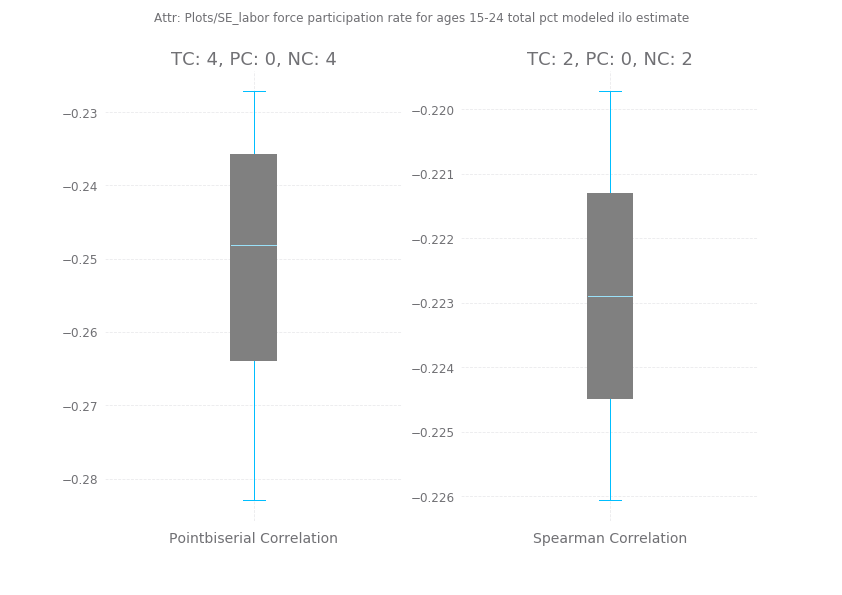 Attr: Plots/SE_labor force participation rate for ages 15-24 total pct modeled ilo estimate
TC: 4, PC: 0, NC: 4
−0.23
−0.24
−0.25
−0.26
−0.27
−0.28
Pointbiserial Correlation
TC: 2, PC: 0, NC: 2
−0.220
−0.221
−0.222
−0.223
−0.224
−0.225
−0.226
Spearman Correlation